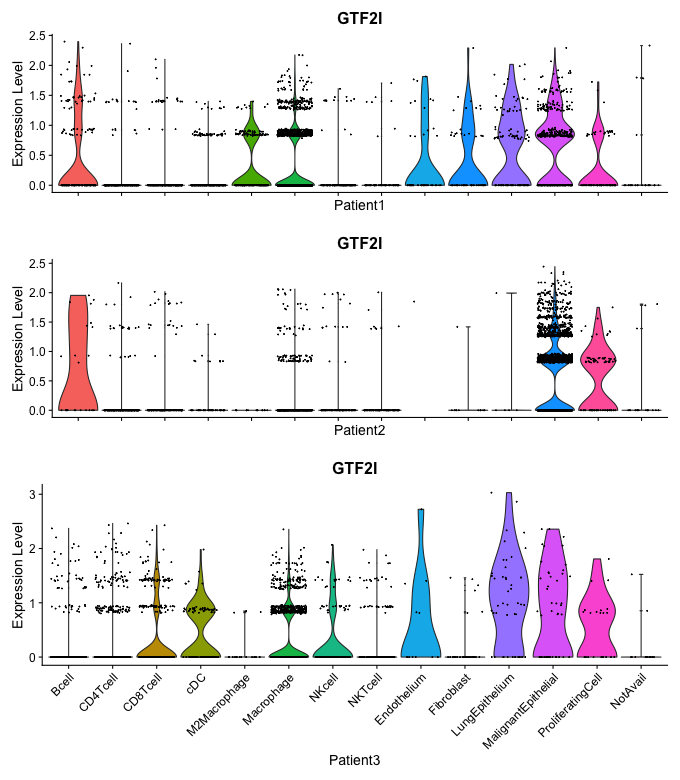 GTF2I
Expression Level
2.5
2.0
1.5
1.0
0.5
0.0
Patient1
GTF2I
Expression Level
2.5
2.0
1.5
1.0
0.5
0.0
Patient2
GTF2I
Expression Level
3
2
1
0
Bcell
CD4Tcell
CD8Tcell
cDC
M2Macrophage
Macrophage
NKcell
NKTcell
Endothelium
Fibroblast
LungEpithelium
MalignantEpithelial
ProliferatingCell
NotAvail
Patient3